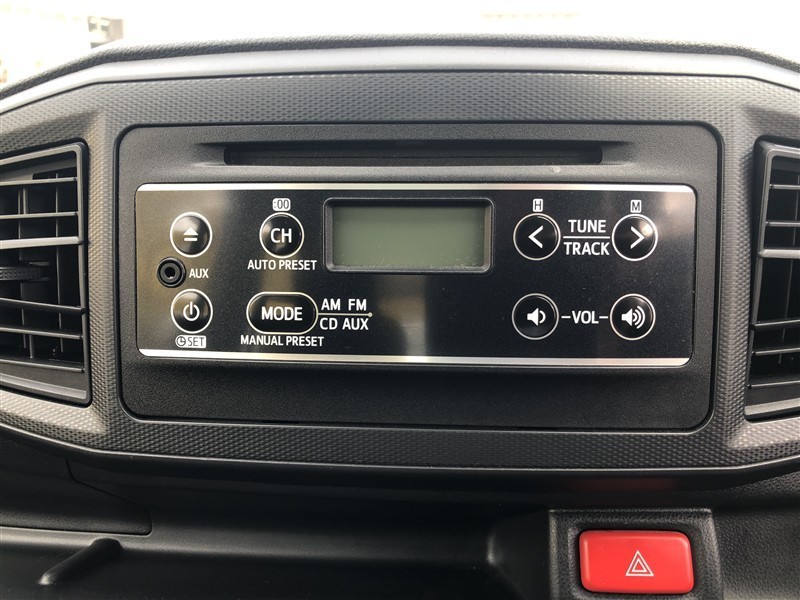 :00
H
M
CH
TUNE
TRACK
AUX
AUTO PRESET
MODE
AM FM
CD AUX
-VOL-
SET
MANUAL PRESET